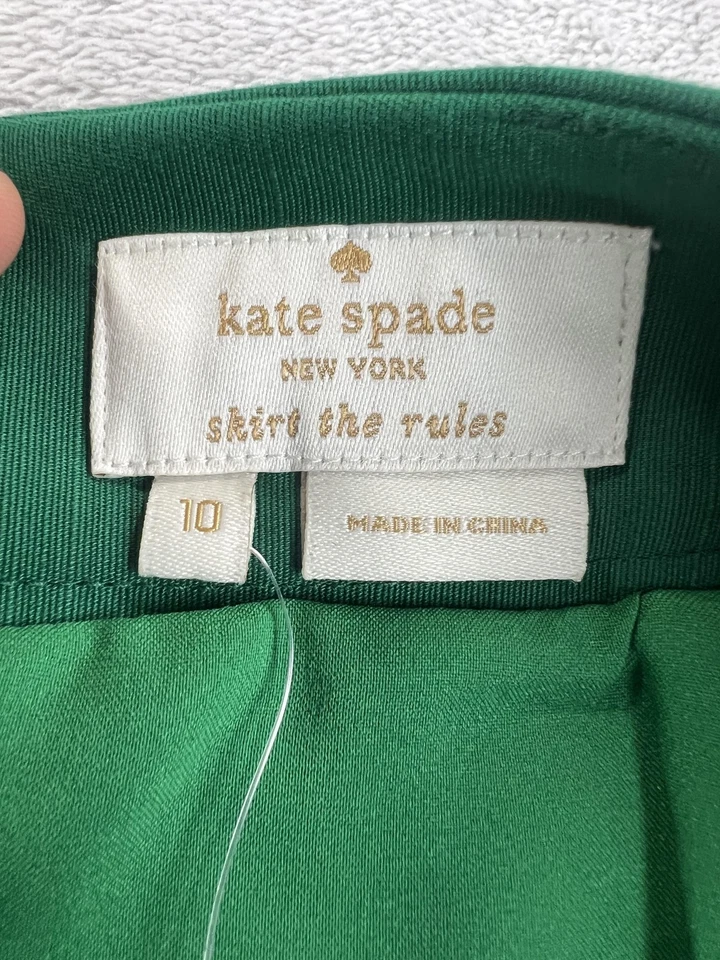 kate spade
NEW YORK
skirt the rules
10
MADE IN CHINA